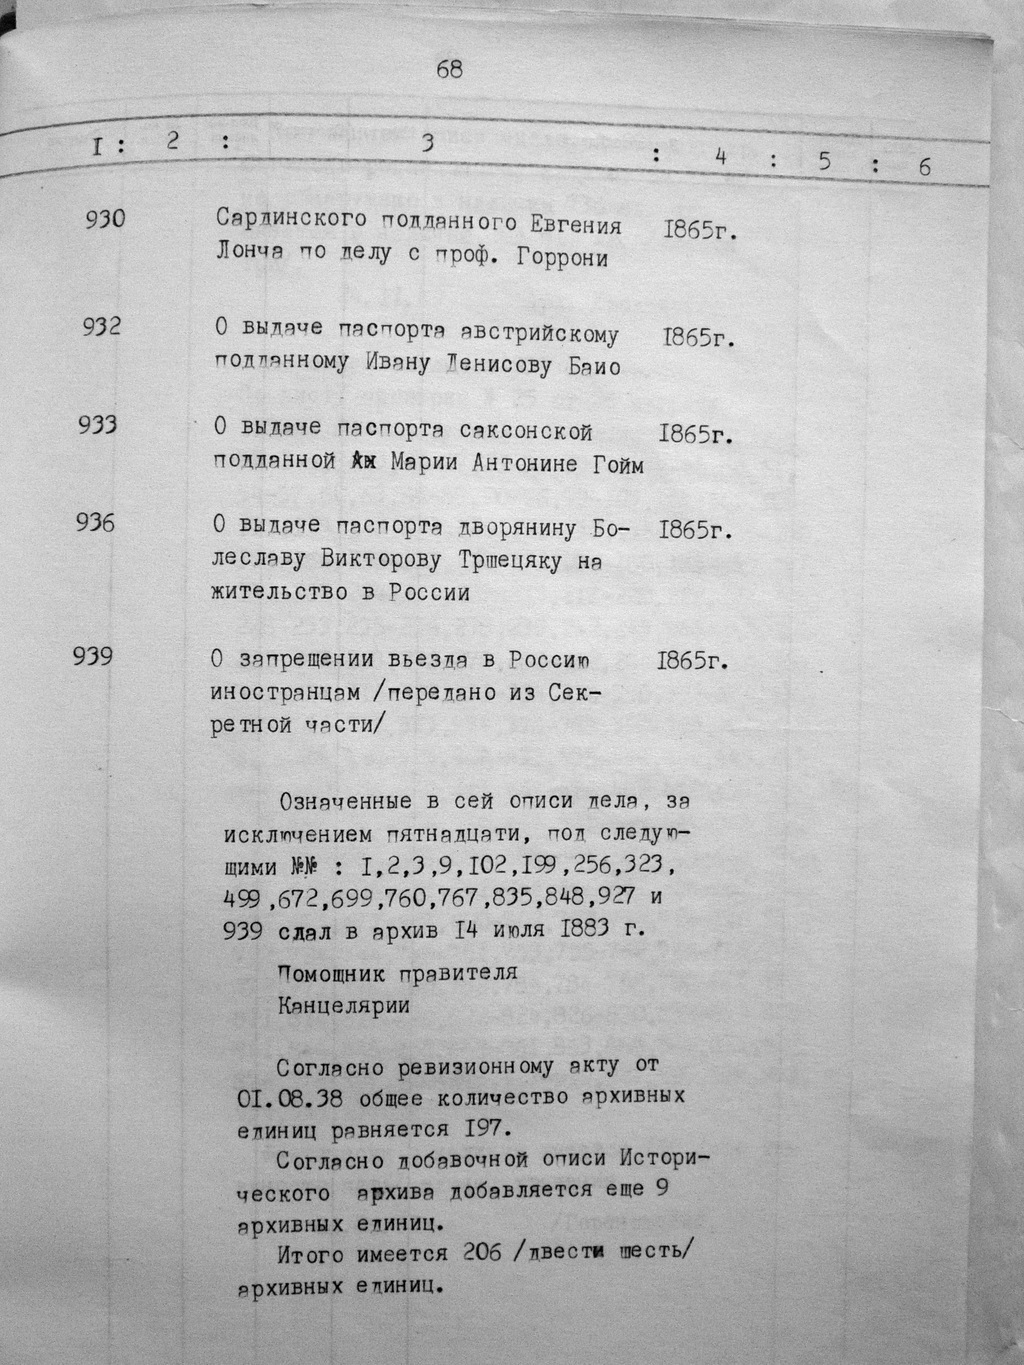 68
I : 2 : 3 : 4 : 5 : 6
930 Сардинского подданного Евгения 1865г.
Лонча по делу с проф. Горрони
932 О выдаче паспорта австрийскому 1865г.
подданному Ивану Денисову Баио
933 О выдаче паспорта саксонской 1865г.
подданной Ан Марии Антонине Гойм
936 О выдаче паспорта дворянину Бо- 1865г.
леславу Викторову Тршецяку на
жительство в России
939 О запрещении вьезда в Россию 1865г.
иностранцам /передано из Сек-
ретной части/
Означенные в сей описи дела, за
исключением пятнадцати, под следую-
щими №№ : I,2,3,9,I02,I99,256,323,
499,672,699,760,767,835,848,927 и
939 сдал в архив I4 июля I883 г.
Помощник правителя
Канцелярии
Согласно ревизионному акту от
0I.08.38 общее количество архивных
единиц равняется I97.
Согласно добавочной описи Истори-
ческого архива добавляется еще 9
архивных единиц.
Итого имеется 206 /двести шесть/
архивных единиц.